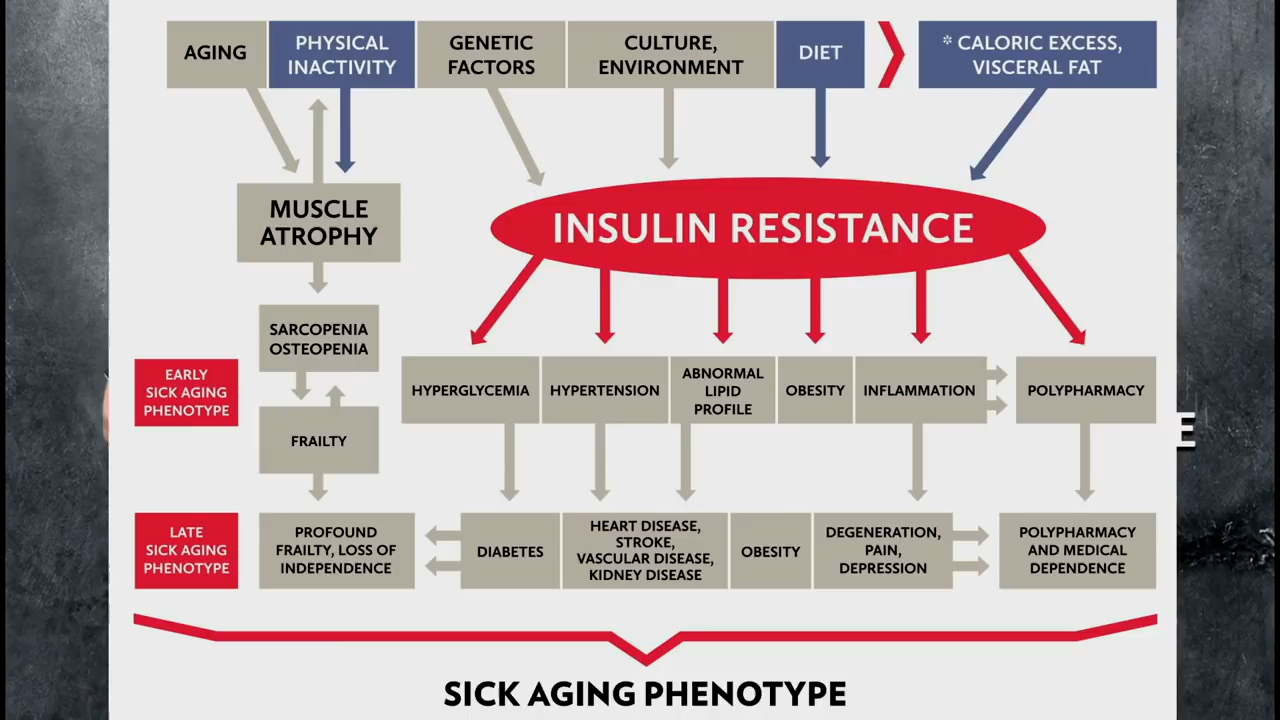 AGING
PHYSICAL
INACTIVITY
GENETIC
FACTORS
CULTURE,
ENVIRONMENT
DIET
* CALORIC EXCESS,
VISCERAL FAT
MUSCLE
ATROPHY
INSULIN RESISTANCE
SARCOPENIA
OSTEOPENIA
EARLY
SICK AGING
PHENOTYPE
FRAILTY
HYPERGLYCEMIA
HYPERTENSION
ABNORMAL
LIPID
PROFILE
OBESITY
INFLAMMATION
POLYPHARMACY
E
LATE
SICK AGING
PHENOTYPE
PROFOUND
FRAILTY, LOSS OF
INDEPENDENCE
DIABETES
HEART DISEASE,
STROKE,
VASCULAR DISEASE,
KIDNEY DISEASE
OBESITY
DEGENERATION,
PAIN,
DEPRESSION
POLYPHARMACY
AND MEDICAL
DEPENDENCE
SICK AGING PHENOTYPE